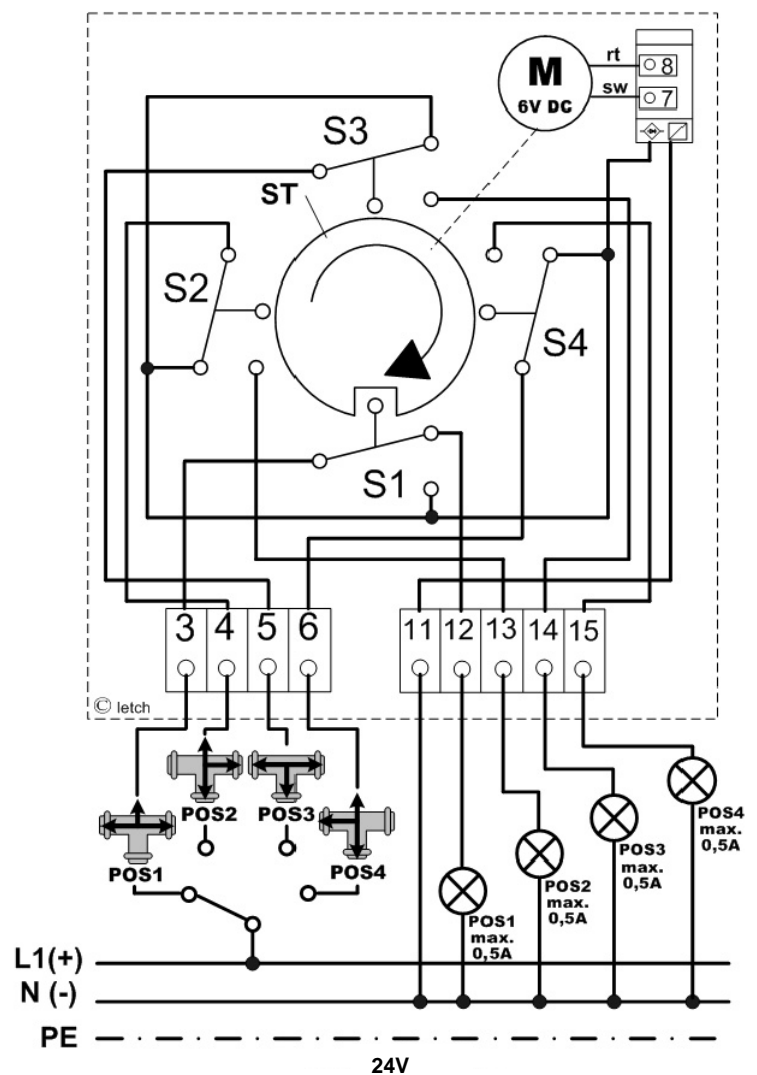 rt
M
8
sw
6V DC
7
S3
ST
S2
S4
S1
3 4 5 6
11 12 13 14 15
© letch
POS2 POS3
POS1 POS4
POS4
max.
0,5A
POS3
max.
0,5A
POS2
max.
0,5A
POS1
max.
0,5A
L1(+)
N (-)
PE
24V